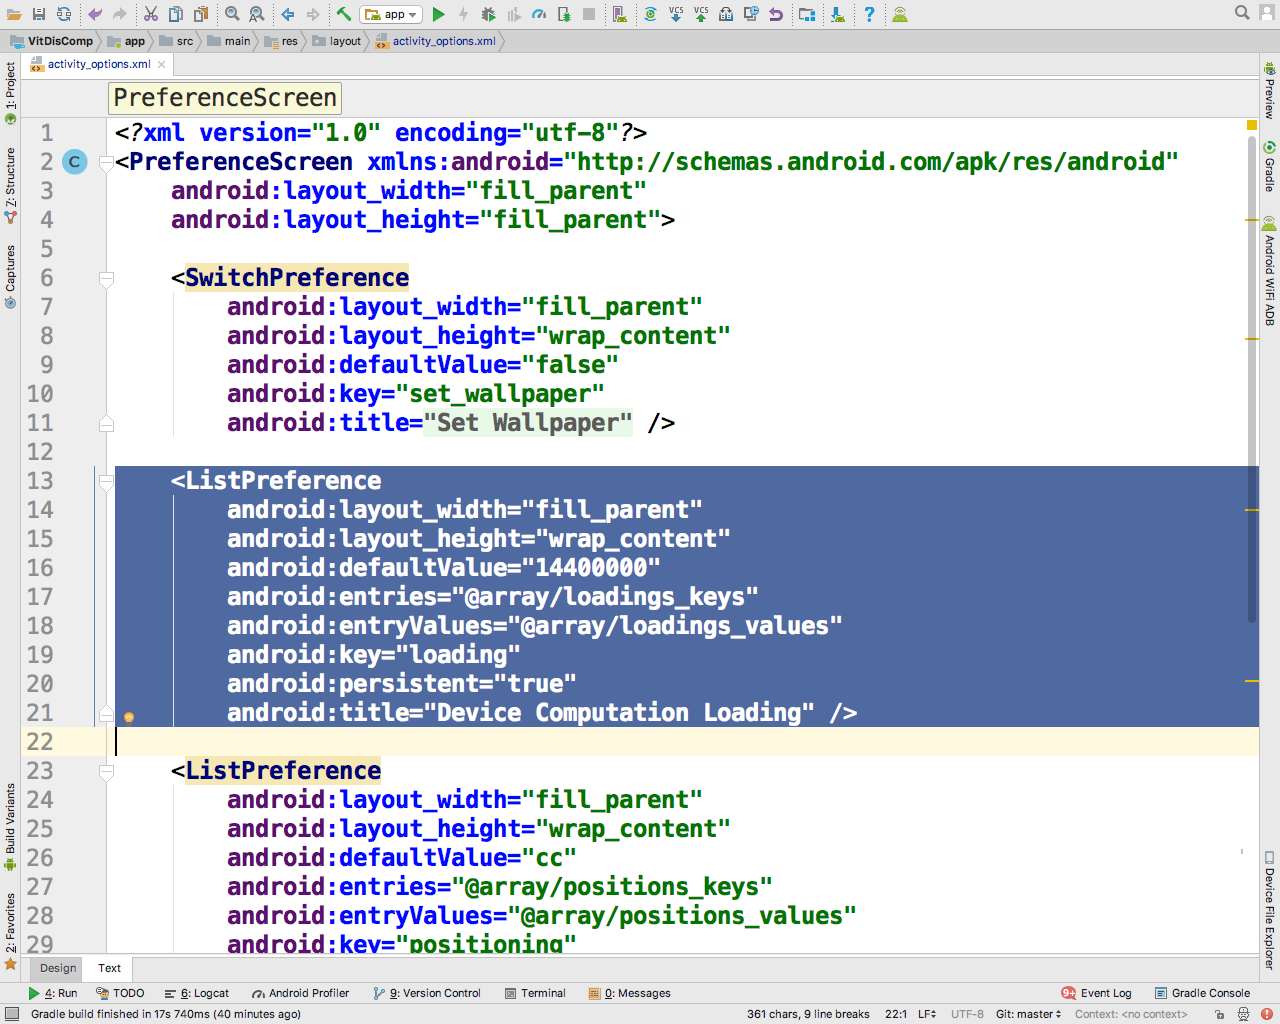 app
VitDisComp
app
src
main
res
layout
activity_options.xml
activity_options.xml
PreferenceScreen
1 <?xml version="1.0" encoding="utf-8"?>
2 <PreferenceScreen xmlns:android="http://schemas.android.com/apk/res/android"
3 android:layout_width="fill_parent"
4 android:layout_height="fill_parent">
5
6 <SwitchPreference
7 android:layout_width="fill_parent"
8 android:layout_height="wrap_content"
9 android:defaultValue="false"
10 android:key="set_wallpaper"
11 android:title="Set Wallpaper" />
12
13 <ListPreference
14 android:layout_width="fill_parent"
15 android:layout_height="wrap_content"
16 android:defaultValue="14400000"
17 android:entries="@array/loadings_keys"
18 android:entryValues="@array/loadings_values"
19 android:key="loading"
20 android:persistent="true"
21 android:title="Device Computation Loading" />
22
23 <ListPreference
24 android:layout_width="fill_parent"
25 android:layout_height="wrap_content"
26 android:defaultValue="cc"
27 android:entries="@array/positions_keys"
28 android:entryValues="@array/positions_values"
29 android:key="positioning"
1: Project
7: Structure
Captures
Build Variants
2: Favorites
Preview
Gradle
Android WiFi ADB
Device File Explorer
C
VCS
VCS
Design
Text
4: Run
TODO
6: Logcat
Android Profiler
9: Version Control
Terminal
0: Messages
9+ Event Log
Gradle Console
Gradle build finished in 17s 740ms (40 minutes ago)
361 chars, 9 line breaks
22:1
LF
UTF-8
Git: master
Context: <no context>